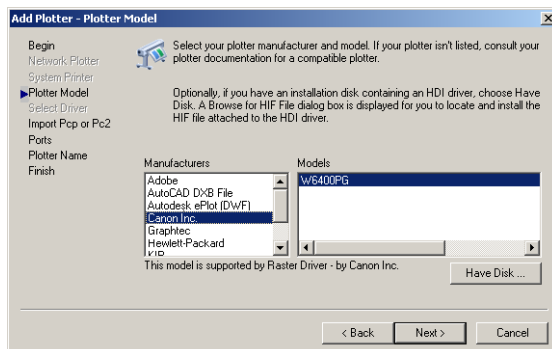 Add Plotter - Plotter Model
Begin
Network Plotter
System Printer
Plotter Model
Select Driver
Import Pcp or Pc2
Ports
Plotter Name
Finish
Select your plotter manufacturer and model. If your plotter isn't listed, consult your
plotter documentation for a compatible plotter.
Optionally, if you have an installation disk containing an HDI driver, choose Have
Disk. A Browse for HIF File dialog box is displayed for you to locate and install the
HIF file attached to the HDI driver.
Manufacturers
Adobe
AutoCAD DXB File
Autodesk ePlot (DWF)
Canon Inc.
Graphtec
Hewlett-Packard
KIP
Models
W6400PG
This model is supported by Raster Driver - by Canon Inc.
Have Disk ...
< Back
Next >
Cancel